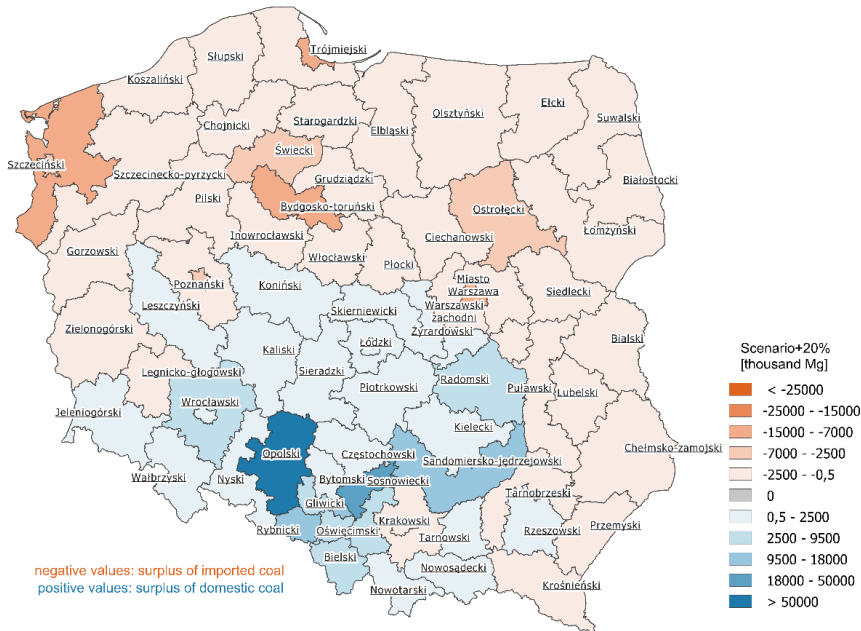 Trójmiejski
Słupski
Koszaliński
Ełcki
Olsztyński
Suwalski
Starogardzki
Chojnicki
Elbląski
Świecki
Szczeciński
Szczecinecko-pyrzycki
Grudziądzki
Białostocki
Pilski
Bydgosko-toruński
Ostrołęcki
Łomżyński
Inowrocławski
Ciechanowski
Gorzowski
Włocławski
Płocki
Poznański
Koniński
Miasto
Warszawa
Siedlecki
Leszczyński
Skierniewicki
Warszawski
zachodni
Zielonogórski
Żyrardowski
Łódzki
Bialski
Kaliski
Legnicko-głogowski
Sieradzki
Radomski
Piotrkowski
Puławski
Lubelski
Wrocławski
Jeleniogórski
Kielecki
Chełmsko-zamojski
Opolski
Częstochowski
Sandomiersko-jędrzejowski
Wałbrzyski
Nyski
Bytomski
Sosnowiecki
Tarnobrzeski
Gliwicki
Krakowski
Rybnicki
Oświęcimski
Rzeszowski
Przemyski
Tarnowski
Bielski
Nowosądecki
Nowotarski
Krośnieński
Scenario+20%
[thousand Mg]
< -25000
-25000 - -15000
-15000 - -7000
-7000 - -2500
-2500 - -0,5
0
0,5 - 2500
2500 - 9500
9500 - 18000
18000 - 50000
> 50000
negative values: surplus of imported coal
positive values: surplus of domestic coal